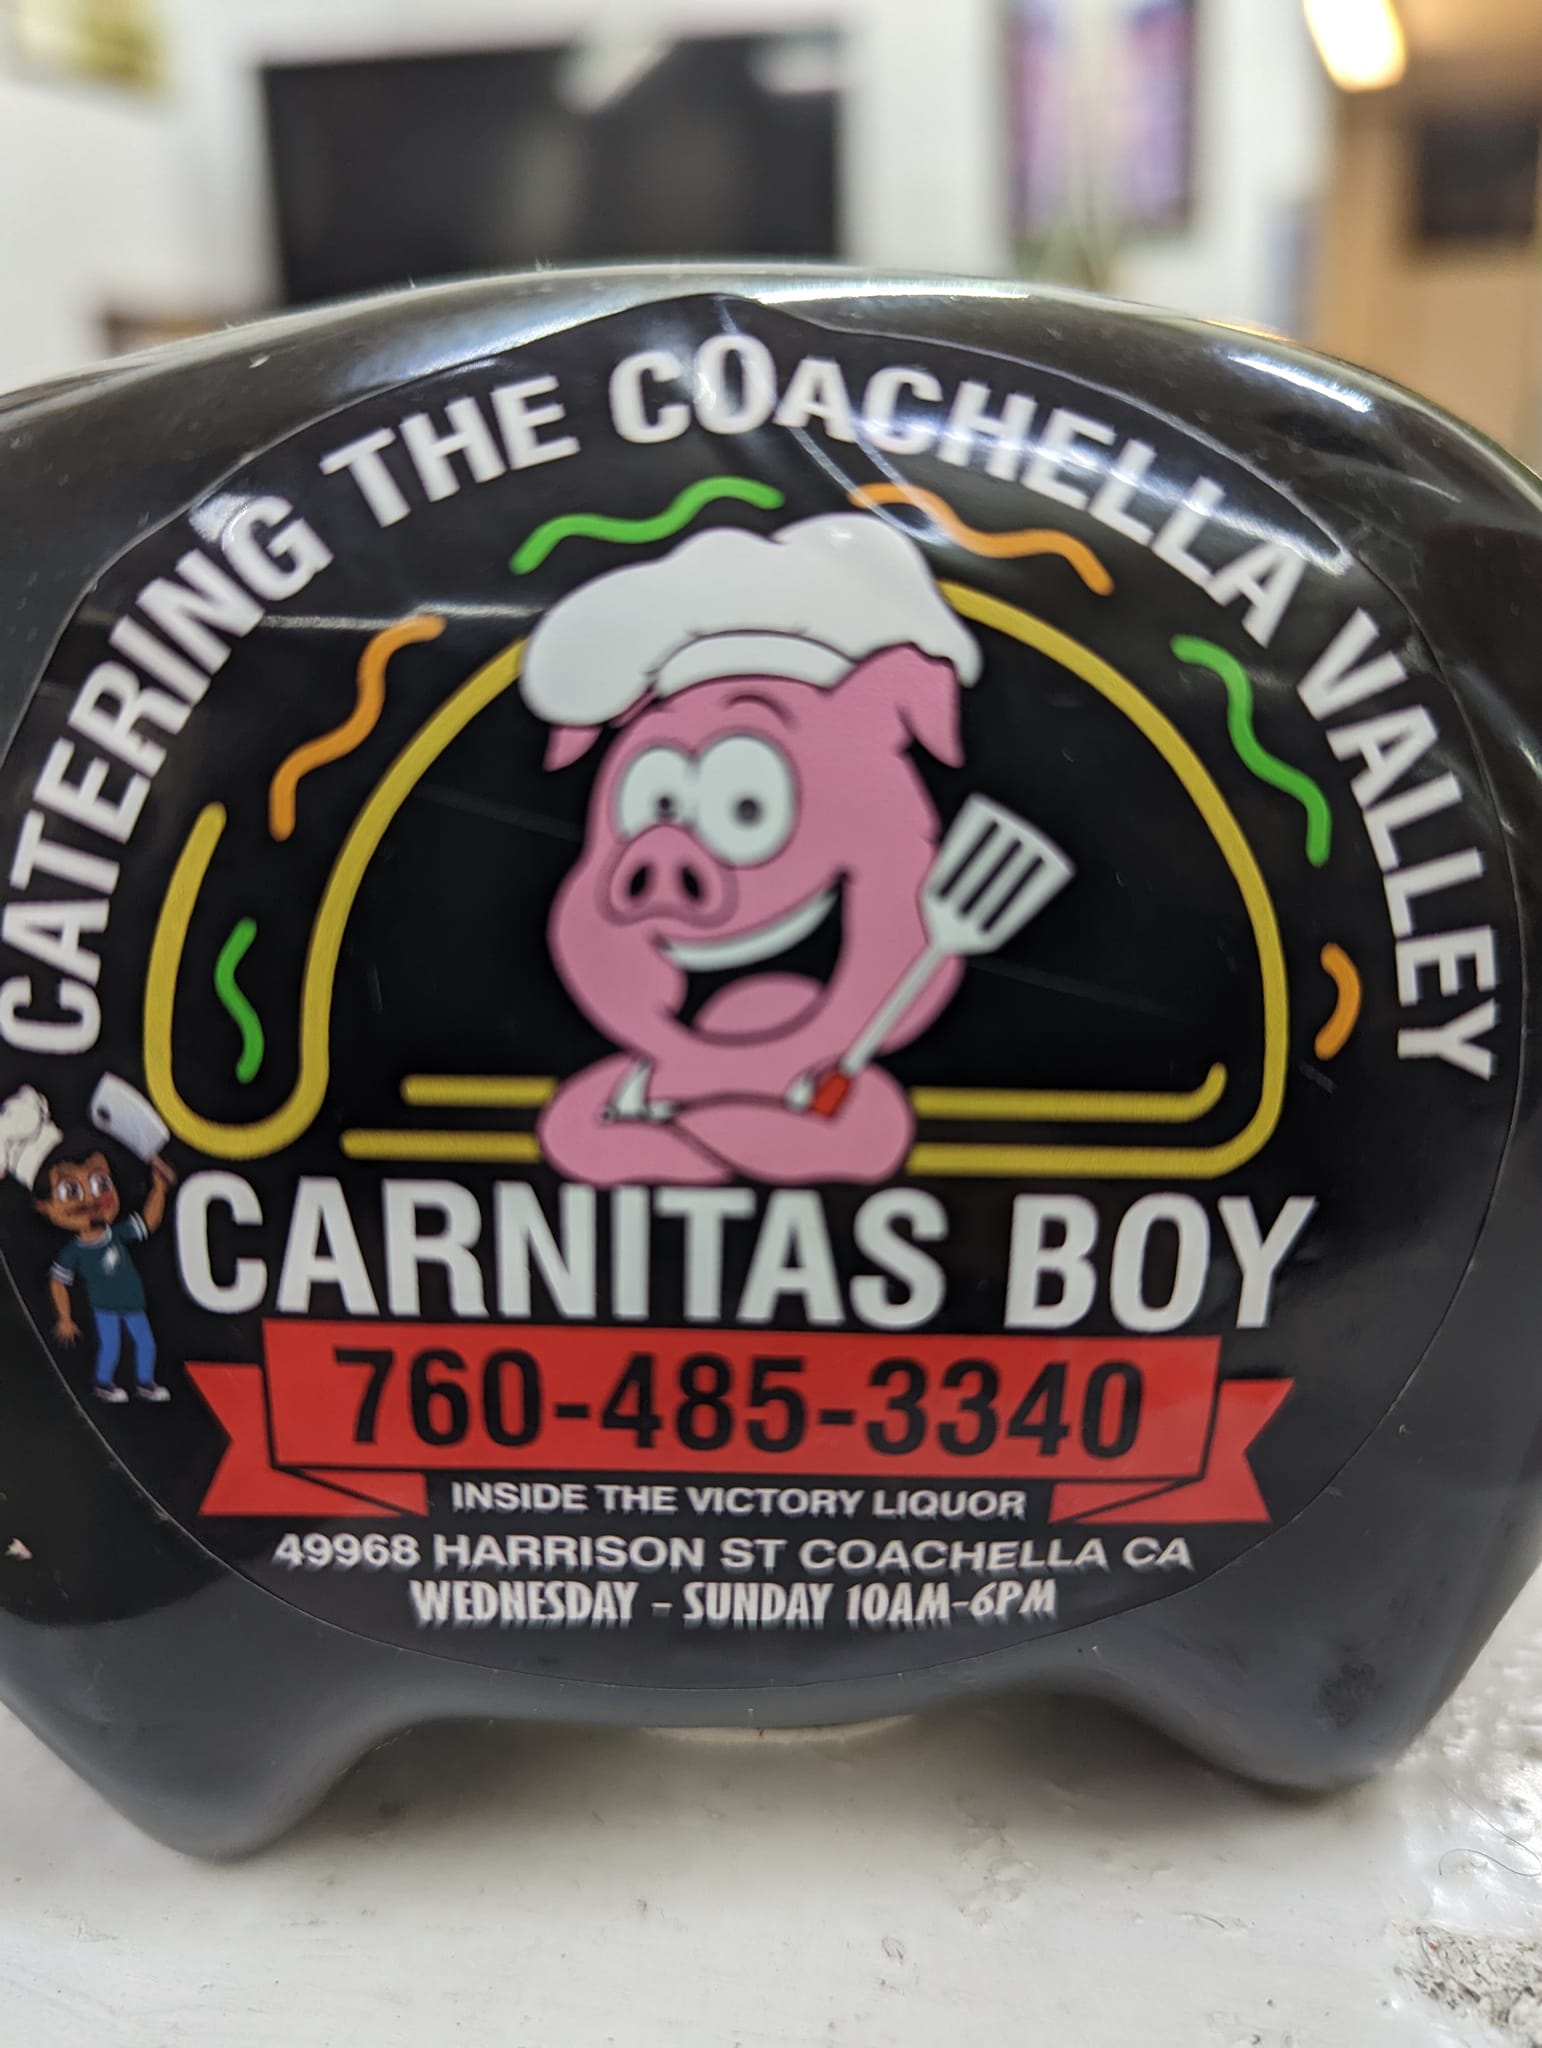 CATERING THE COACHELLA VALLEY
CARNITAS BOY
760-485-3340
INSIDE THE VICTORY LIQUOR
49968 HARRISON ST COACHELLA CA
WEDNESDAY - SUNDAY 10AM-6PM